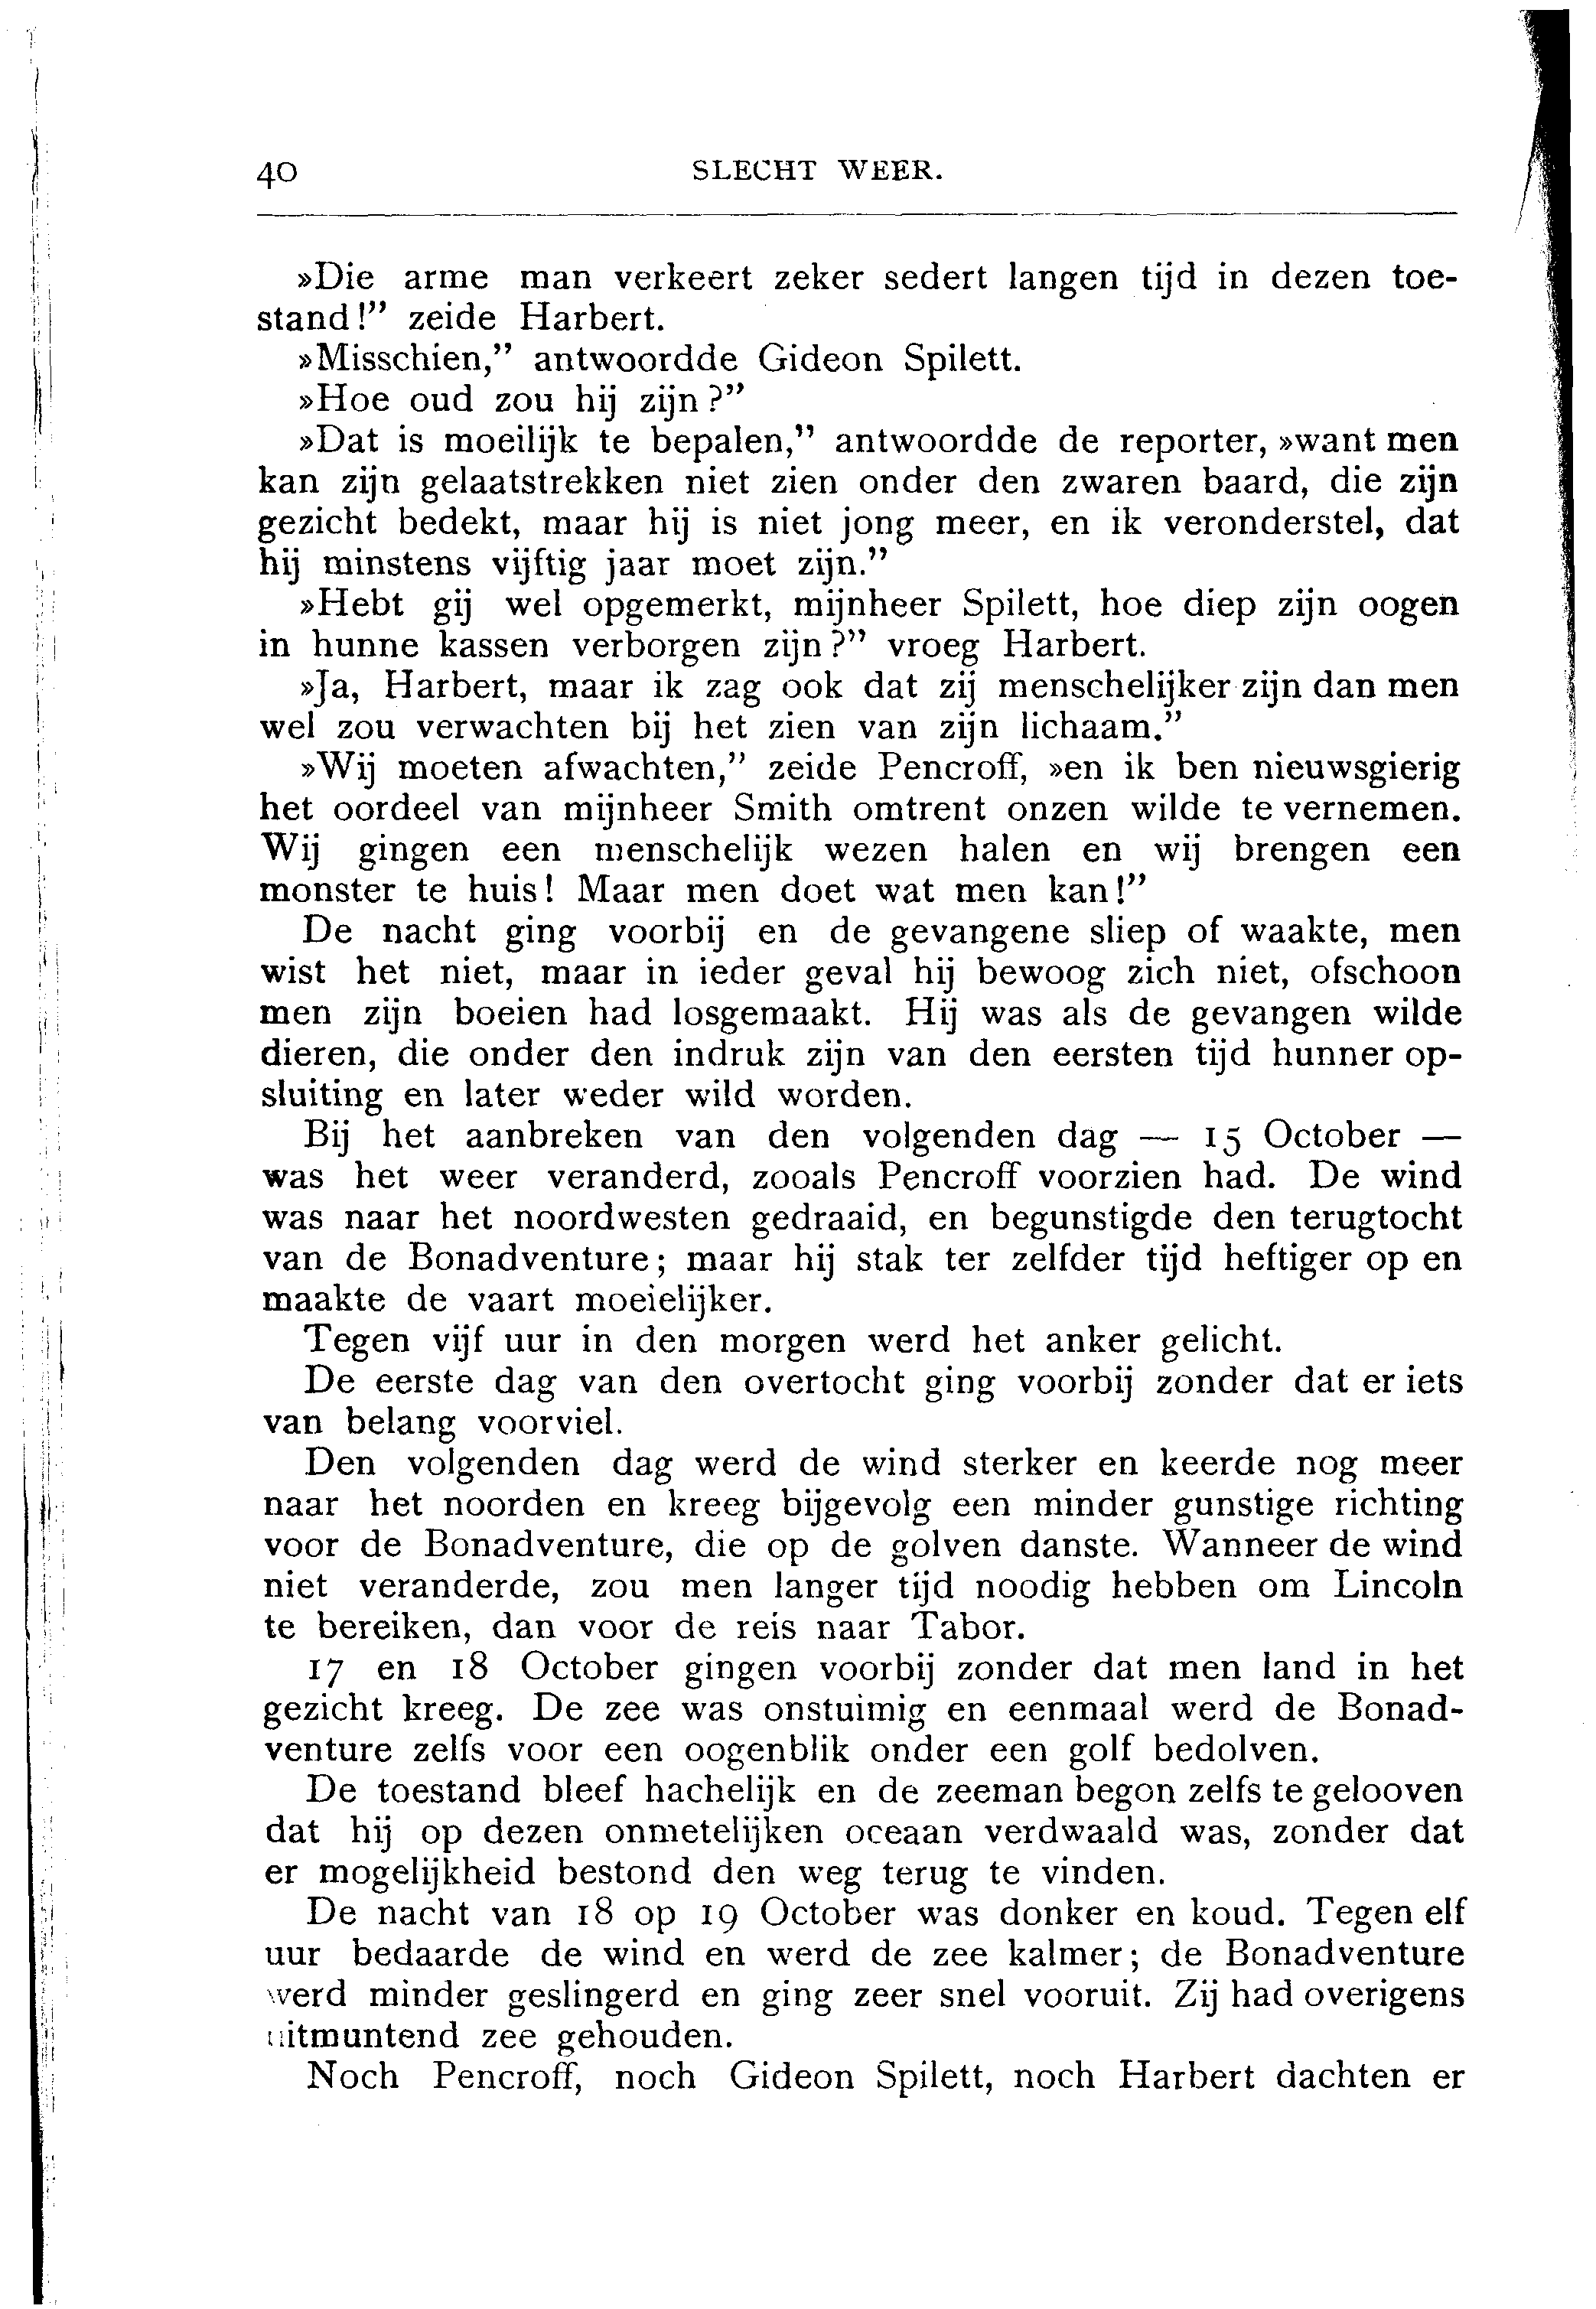 40 SLECHT WEER.
»Die arme man verkeert zeker sedert langen tijd in dezen toe-
stand!” zeide Harbert.
»Misschien,” antwoordde Gideon Spilett.
»Hoe oud zou hij zijn?”
»Dat is moeilijk te bepalen,” antwoordde de reporter, »want men
kan zijn gelaatstrekken niet zien onder den zwaren baard, die zijn
gezicht bedekt, maar hij is niet jong meer, en ik veronderstel, dat
hij minstens vijftig jaar moet zijn.”
»Hebt gij wel opgemerkt, mijnheer Spilett, hoe diep zijn oogen
in hunne kassen verborgen zijn?” vroeg Harbert.
»Ja, Harbert, maar ik zag ook dat zij menschelijker zijn dan men
wel zou verwachten bij het zien van zijn lichaam.”
»Wij moeten afwachten,” zeide Pencroff, »en ik ben nieuwsgierig
het oordeel van mijnheer Smith omtrent onzen wilde te vernemen.
Wij gingen een menschelijk wezen halen en wij brengen een
monster te huis! Maar men doet wat men kan!”
De nacht ging voorbij en de gevangene sliep of waakte, men
wist het niet, maar in ieder geval hij bewoog zich niet, ofschoon
men zijn boeien had losgemaakt. Hij was als de gevangen wilde
dieren, die onder den indruk zijn van den eersten tijd hunner op-
sluiting en later weder wild worden.
Bij het aanbreken van den volgenden dag — 15 October —
was het weer veranderd, zooals Pencroff voorzien had. De wind
was naar het noordwesten gedraaid, en begunstigde den terugtocht
van de Bonadventure; maar hij stak ter zelfder tijd heftiger op en
maakte de vaart moeielijker.
Tegen vijf uur in den morgen werd het anker gelicht.
De eerste dag van den overtocht ging voorbij zonder dat er iets
van belang voorviel.
Den volgenden dag werd de wind sterker en keerde nog meer
naar het noorden en kreeg bijgevolg een minder gunstige richting
voor de Bonadventure, die op de golven danste. Wanneer de wind
niet veranderde, zou men langer tijd noodig hebben om Lincoln
te bereiken, dan voor de reis naar Tabor.
17 en 18 October gingen voorbij zonder dat men land in het
gezicht kreeg. De zee was onstuimig en eenmaal werd de Bonad-
venture zelfs voor een oogenblik onder een golf bedolven.
De toestand bleef hachelijk en de zeeman begon zelfs te gelooven
dat hij op dezen onmetelijken oceaan verdwaald was, zonder dat
er mogelijkheid bestond den weg terug te vinden.
De nacht van 18 op 19 October was donker en koud. Tegen elf
uur bedaarde de wind en werd de zee kalmer; de Bonadventure
werd minder geslingerd en ging zeer snel vooruit. Zij had overigens
uitmuntend zee gehouden.
Noch Pencroff, noch Gideon Spilett, noch Harbert dachten er